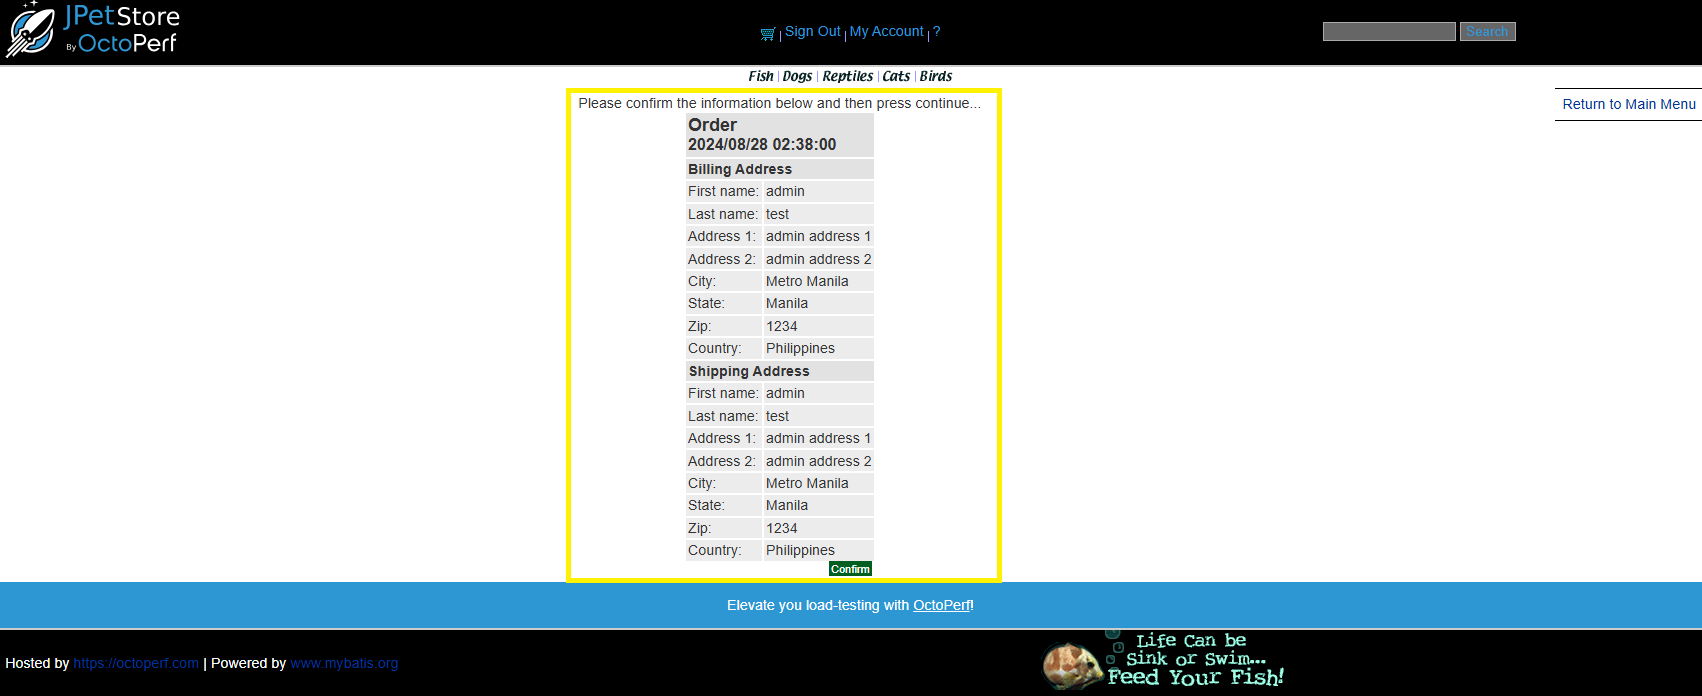 JPetStore
By OctoPerf
| Sign Out | My Account | ?
Search
Fish | Dogs | Reptiles | Cats | Birds
Please confirm the information below and then press continue...
Return to Main Menu
Order
2024/08/28 02:38:00
Billing Address
First name: admin
Last name: test
Address 1: admin address 1
Address 2: admin address 2
City: Metro Manila
State: Manila
Zip: 1234
Country: Philippines
Shipping Address
First name: admin
Last name: test
Address 1: admin address 1
Address 2: admin address 2
City: Metro Manila
State: Manila
Zip: 1234
Country: Philippines
Confirm
Elevate you load-testing with OctoPerf!
Hosted by https://octoperf.com | Powered by www.mybatis.org
Life Can be
Sink or Swim...
Feed Your Fish!